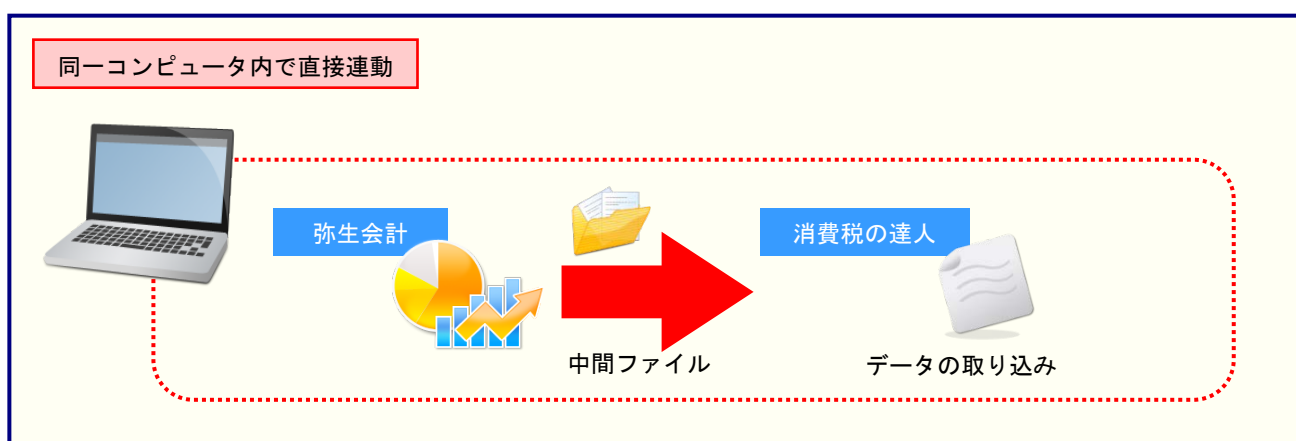 同一コンピュータ内で直接連動
弥生会計
消費税の達人
中間ファイル
データの取り込み